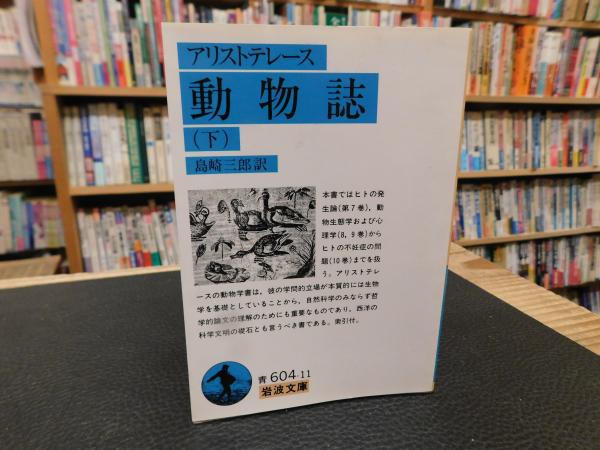 アリストテレース
動物誌
(下)
島崎三郎訳
本書ではヒトの発
生論(第7巻)，動
物生態学および心
理学(8，9巻)から
ヒトの不妊症の問
題(10巻)までを扱
う。アリストテレ
ースの動物学書は，彼の学問的立場が本質的には生物
学を基礎としていることから，自然科学のみならず哲
学的論文の理解のためにも重要なものであり，西洋の
科学文明の礎石とも言うべき書である。索引付。
青604-11
岩波文庫